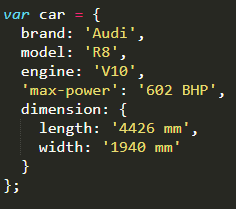 var car = {
  brand: 'Audi',
  model: 'R8',
  engine: 'V10',
  'max-power': '602 BHP',
  dimension: {
    length: '4426 mm',
    width: '1940 mm'
  }
};